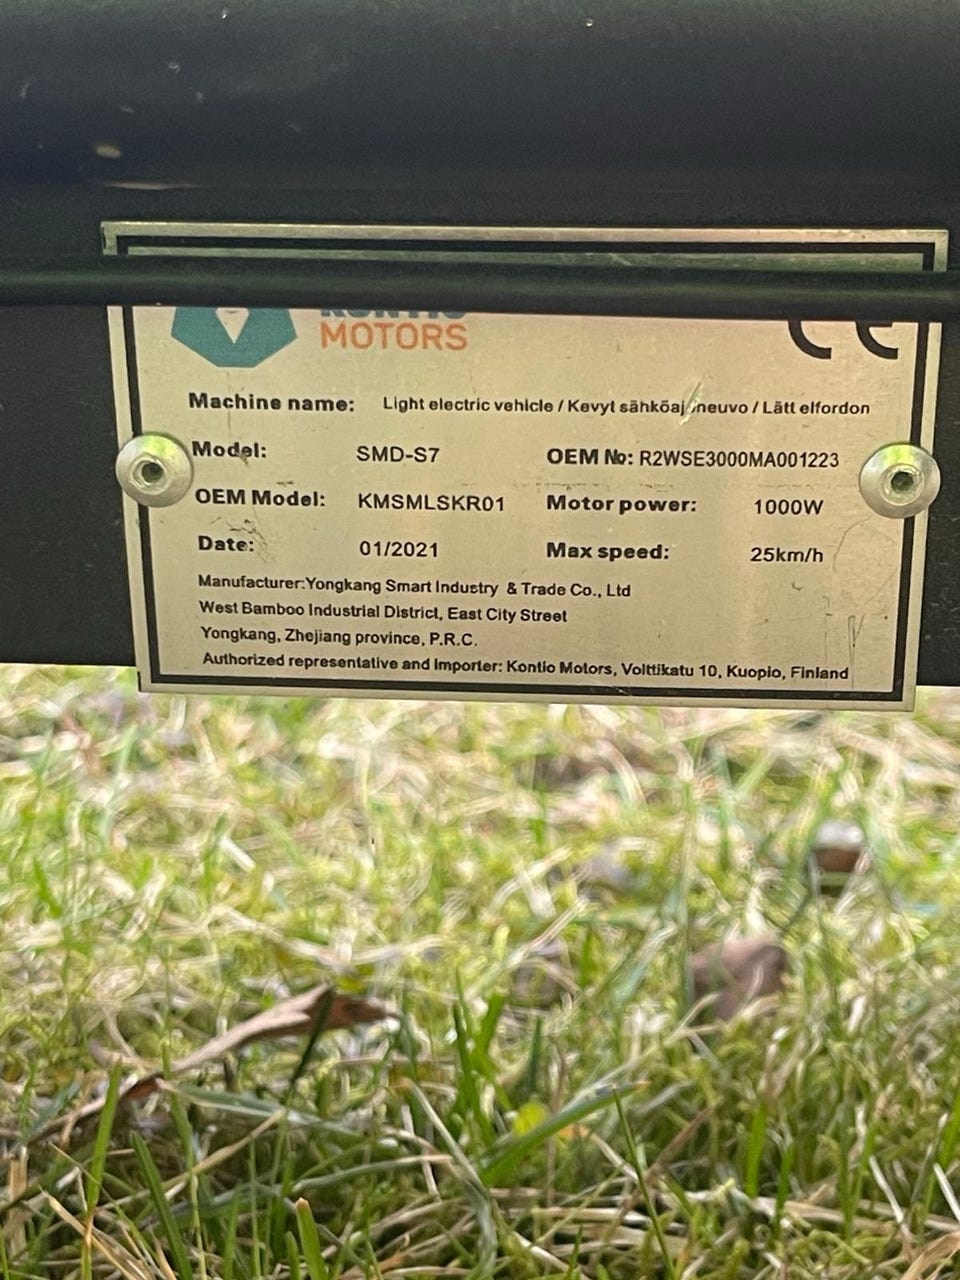 MOTORS
Machine name: Light electric vehicle / Kevyt sähköajoneuvo / Lätt elfordon
Model: SMD-S7 OEM №: R2WSE3000MA001223
OEM Model: KMSMLSKR01 Motor power: 1000W
Date: 01/2021 Max speed: 25km/h
Manufacturer:Yongkang Smart Industry & Trade Co., Ltd
West Bamboo Industrial District, East City Street
Yongkang, Zhejiang province, P.R.C.
Authorized representative and Importer: Kontio Motors, Volttikatu 10, Kuopio, Finland